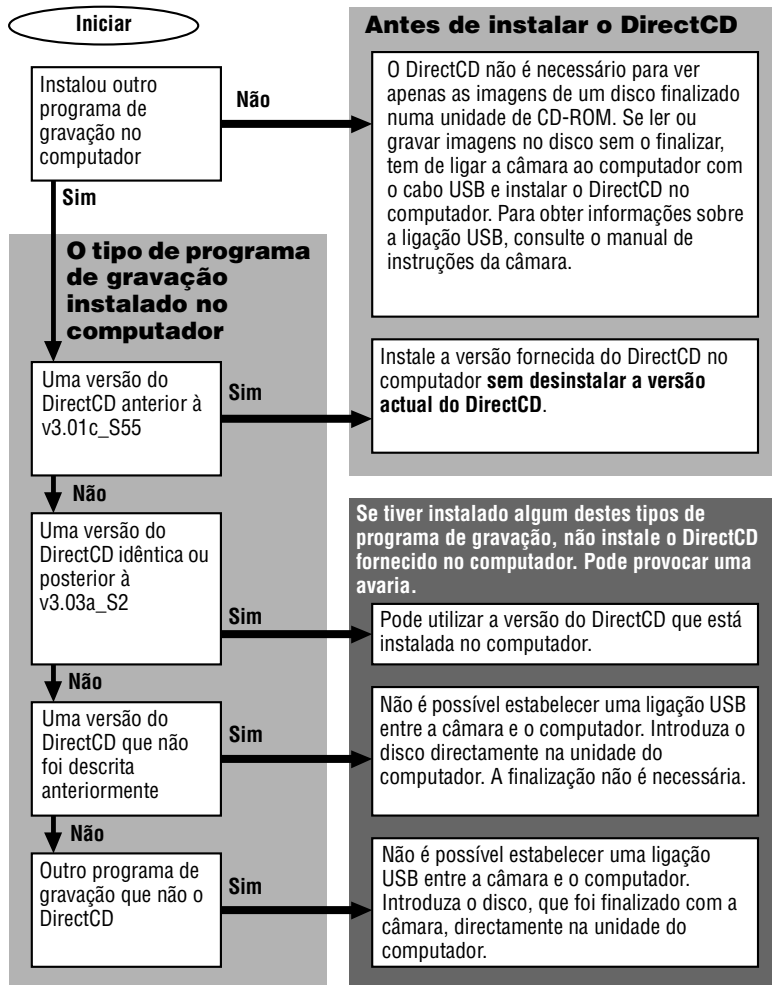 Iniciar
Antes de instalar o DirectCD
Instalou outro
programa de
gravação no
computador
Não
O DirectCD não é necessário para ver
apenas as imagens de um disco finalizado
numa unidade de CD-ROM. Se ler ou
gravar imagens no disco sem o finalizar,
tem de ligar a câmara ao computador com
o cabo USB e instalar o DirectCD no
computador. Para obter informações sobre
a ligação USB, consulte o manual de
instruções da câmara.
Sim
O tipo de programa
de gravação
instalado no
computador
Uma versão do
DirectCD anterior à
v3.01c_S55
Sim
Instale a versão fornecida do DirectCD no
computador sem desinstalar a versão
actual do DirectCD.
Não
Se tiver instalado algum destes tipos de
programa de gravação, não instale o DirectCD
fornecido no computador. Pode provocar uma
avaria.
Uma versão do
DirectCD idêntica ou
posterior à
v3.03a_S2
Sim
Pode utilizar a versão do DirectCD que está
instalada no computador.
Não
Uma versão do
DirectCD que não
foi descrita
anteriormente
Sim
Não é possível estabelecer uma ligação USB
entre a câmara e o computador. Introduza o
disco directamente na unidade do
computador. A finalização não é necessária.
Não
Outro programa de
gravação que não o
DirectCD
Sim
Não é possível estabelecer uma ligação
USB entre a câmara e o computador.
Introduza o disco, que foi finalizado com a
câmara, directamente na unidade do
computador.